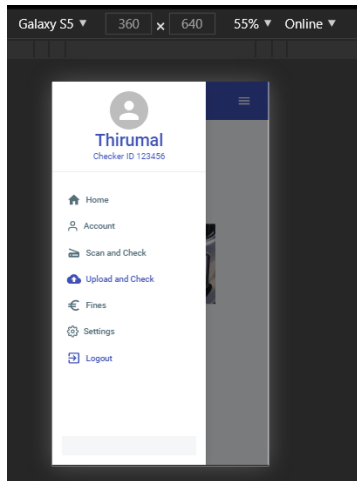 Galaxy S5 ▼ 360 × 640 55% ▼ Online ▼
Thirumal
Checker ID 123456
Home
Account
Scan and Check
Upload and Check
Fines
Settings
Logout